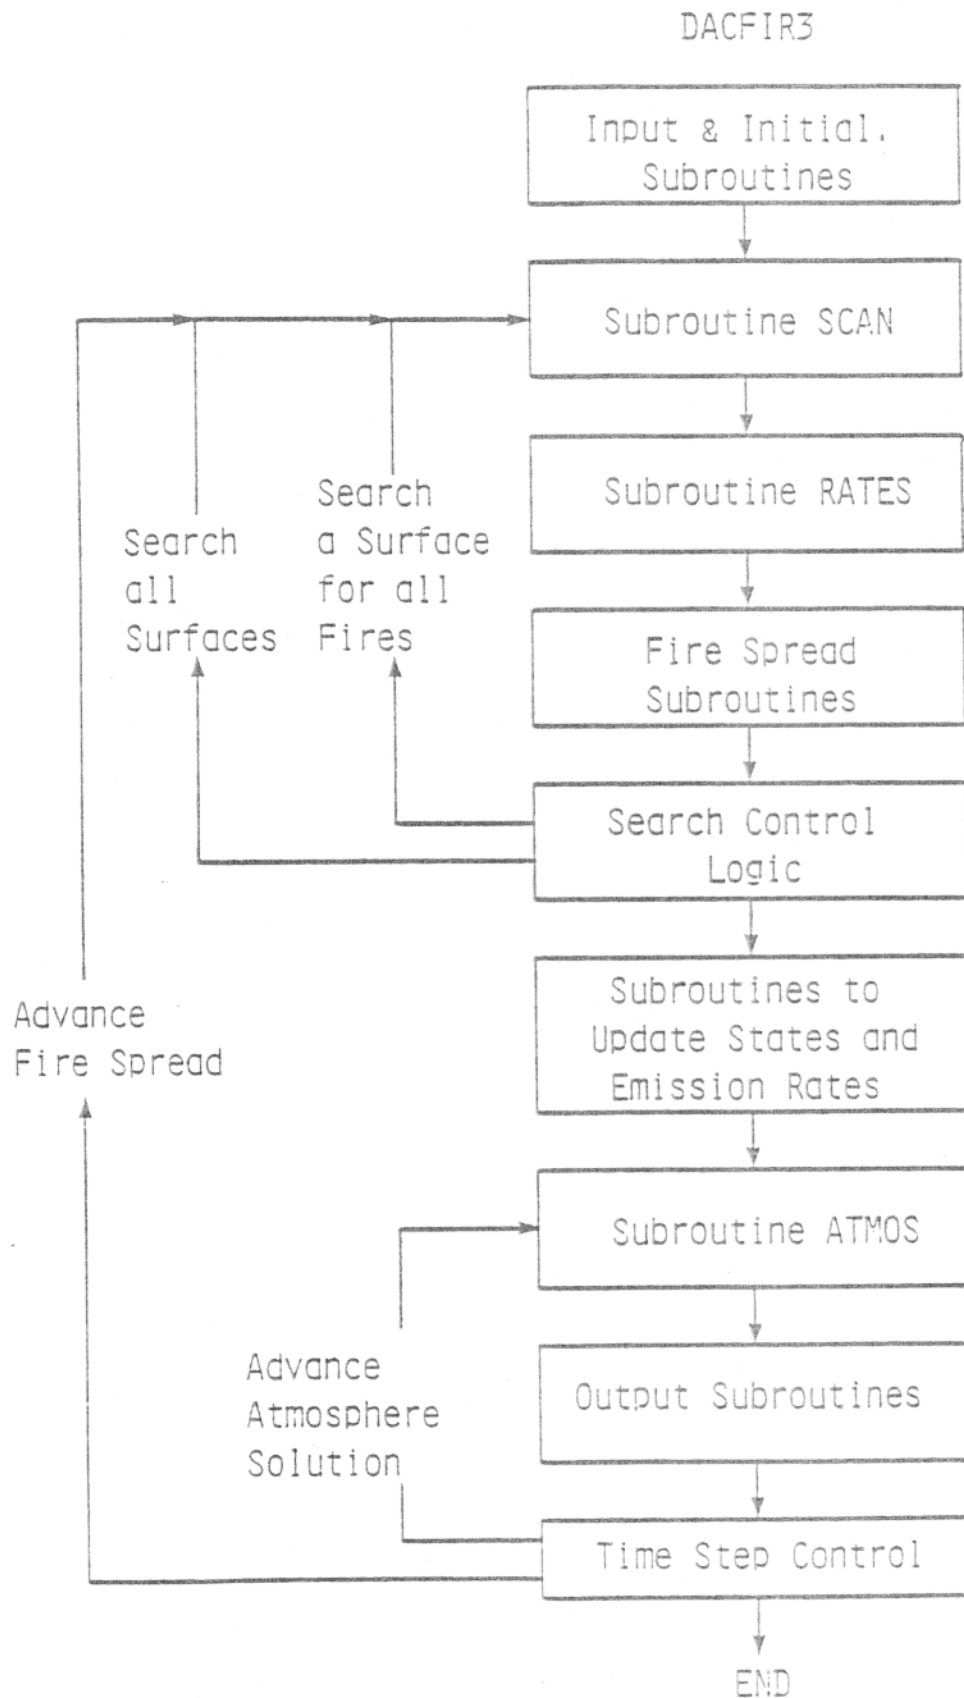 DACFIR3
Input & Initial.
Subroutines
Subroutine SCAN
Subroutine RATES
Search
a Surface
for all
Fires
Search
all
Surfaces
Fire Spread
Subroutines
Search Control
Logic
Subroutines to
Update States and
Emission Rates
Advance
Fire Spread
Subroutine ATMOS
Advance
Atmosphere
Solution
Output Subroutines
Time Step Control
END